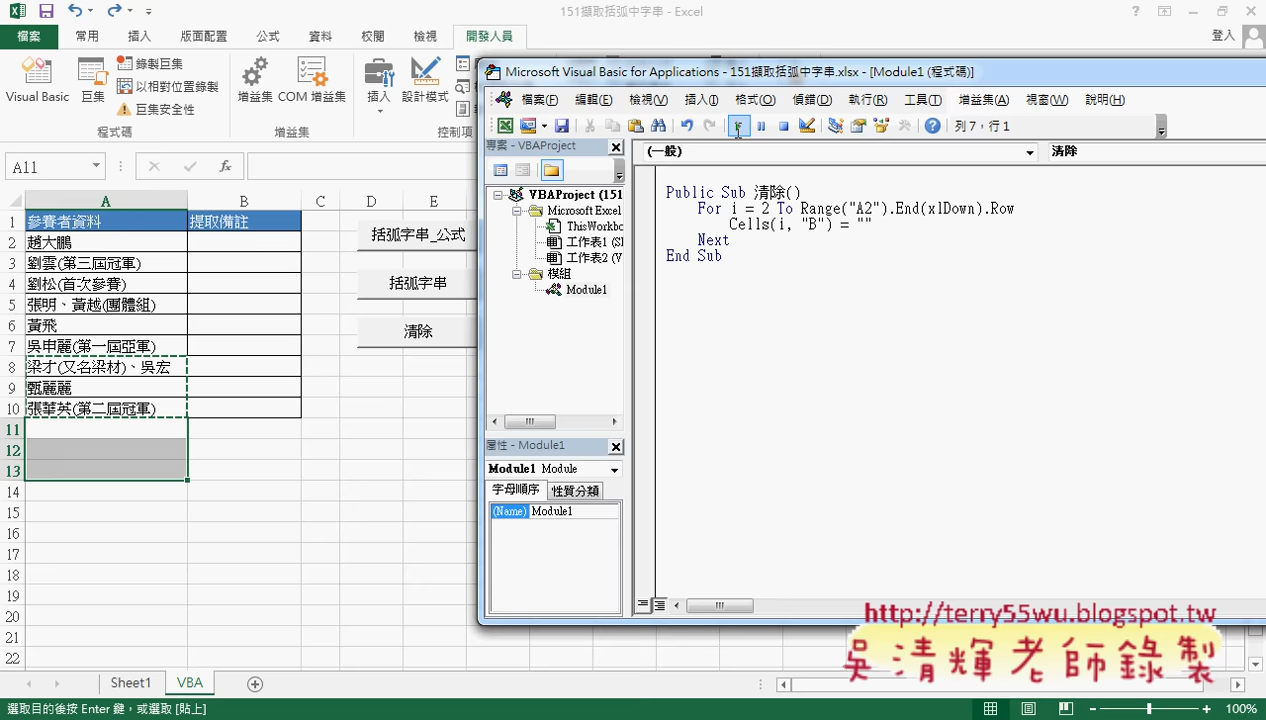 151擷取括弧中字串 - Excel
檔案 常用 插入 版面配置 公式 資料 校閱 檢視 開發人員 登入
Visual Basic 巨集 錄製巨集 以相對位置錄製 巨集安全性 增益集 COM 增益集 插入 設計模式
程式碼 增益集 控制項
Microsoft Visual Basic for Applications - 151擷取括弧中字串.xlsx - [Module1 (程式碼)]
檔案(F) 編輯(E) 檢視(V) 插入(I) 格式(O) 偵錯(D) 執行(R) 工具(T) 增益集(A) 視窗(W) 說明(H)
列 7，行 1
專案 - VBAProject
(一般) 清除
VBAProject (151
Microsoft Excel
ThisWorkbo
工作表1 (Sl
工作表2 (V
模組
Module1
屬性 - Module1
Module1 Module
字母順序 性質分類
(Name) Module1
Public Sub 清除()
For i = 2 To Range("A2").End(xlDown).Row
Cells(i, "B") = ""
Next
End Sub
A11 fx
A B C D E
1 參賽者資料 提取備註
2 趙大鵬
3 劉雲(第三屆冠軍)
4 劉松(首次參賽)
5 張明、黃越(團體組)
6 黃飛
7 吳申麗(第一屆亞軍)
8 梁才(又名梁材)、吳宏
9 甄麗麗
10 張華英(第二屆冠軍)
11
12
13
14
15
16
17
18
19
20
21
22
括弧字串_公式
括弧字串
清除
http://terry55wu.blogspot.tw
吳清輝老師錄製
Sheet1 VBA
選取目的後按 Enter 鍵，或選取 [貼上]
100%